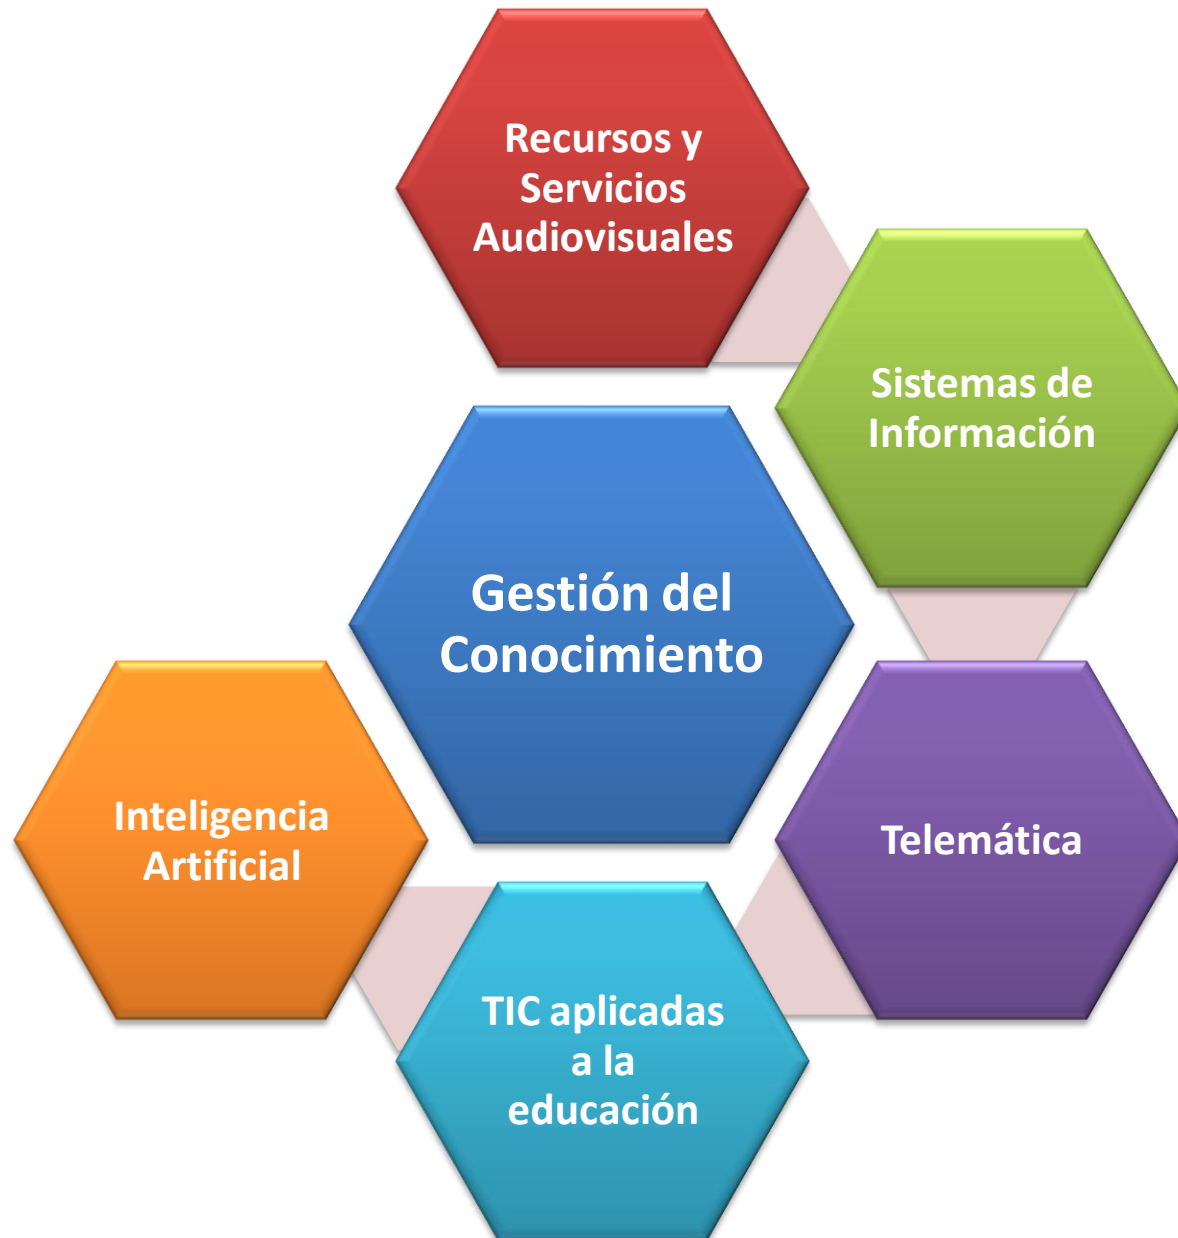 Recursos y
Servicios
Audiovisuales
Sistemas de
Información
Gestión del
Conocimiento
Telemática
Inteligencia
Artificial
TIC aplicadas
a la
educación